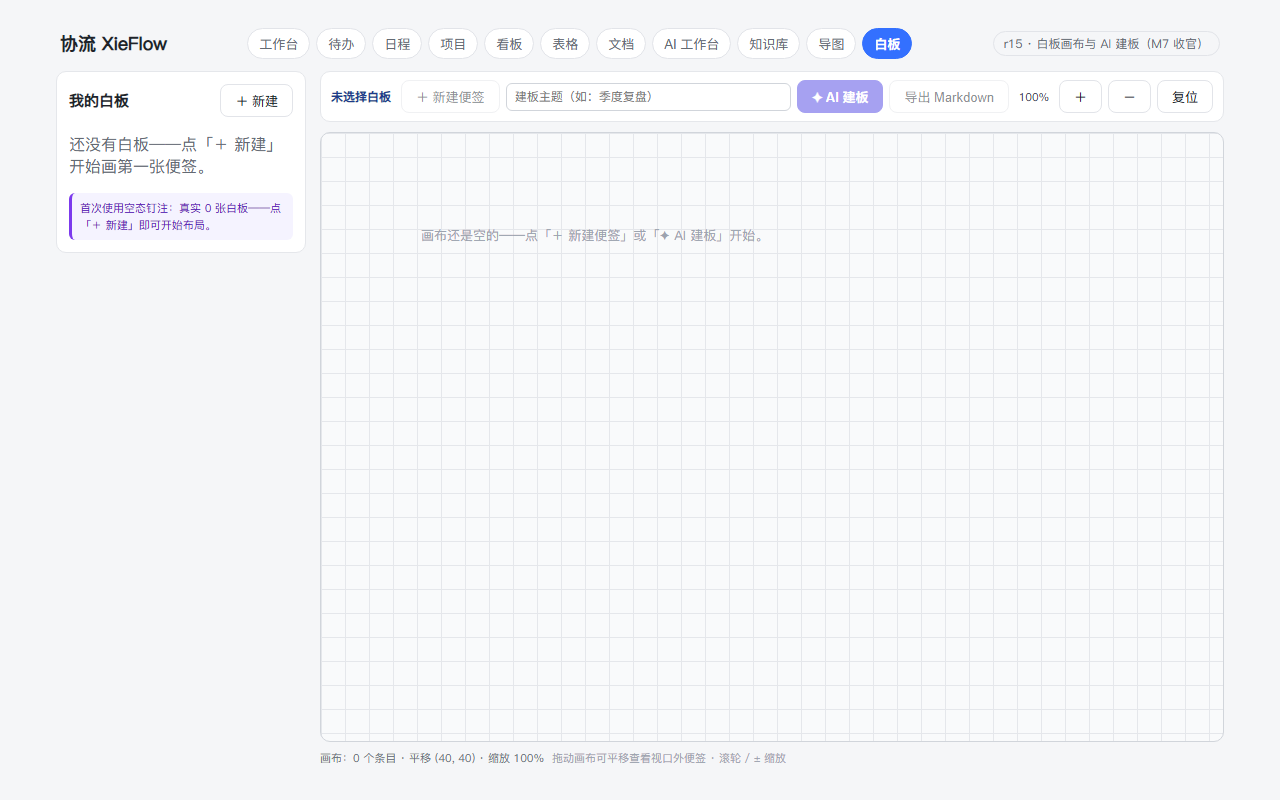 协流 XieFlow
工作台
待办
日程
项目
看板
表格
文档
AI 工作台
知识库
导图
白板
r15 · 白板画布与 AI 建板（M7 收官）
我的白板
＋ 新建
还没有白板——点「＋ 新建」
开始画第一张便签。
首次使用空态钉注：真实 0 张白板——点
「＋ 新建」即可开始布局。
未选择白板
＋ 新建便签
建板主题（如：季度复盘）
✦ AI 建板
导出 Markdown
100%
＋
－
复位
画布还是空的——点「＋ 新建便签」或「✦ AI 建板」开始。
画布：0 个条目 · 平移 (40, 40) · 缩放 100% 拖动画布可平移查看视口外便签 · 滚轮 / ± 缩放